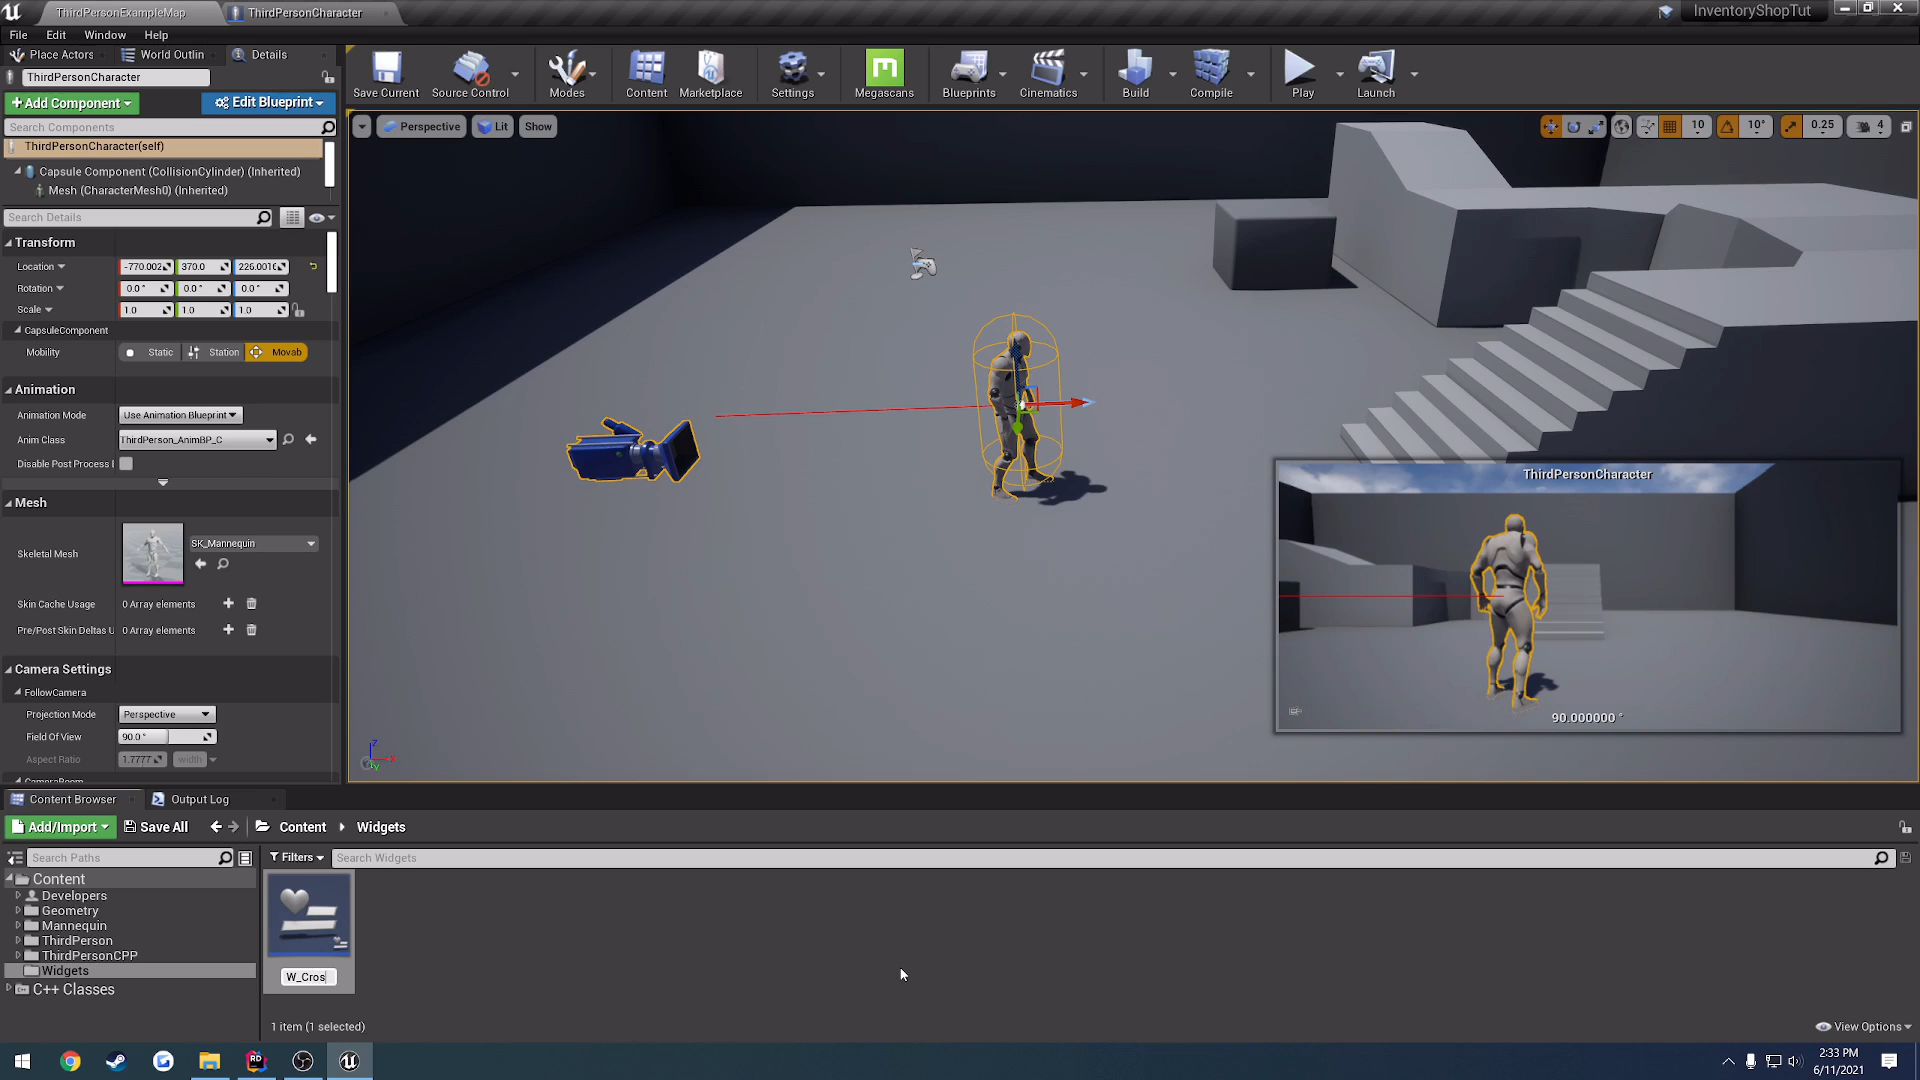 ThirdPersonExampleMap
ThirdPersonCharacter
InventoryShopTut
File Edit Window Help
Place Actors
World Outlin
Details
ThirdPersonCharacter
+Add Component
Edit Blueprint
Search Components
ThirdPersonCharacter(self)
Capsule Component (CollisionCylinder) (Inherited)
Mesh (CharacterMesh0) (Inherited)
Search Details
Transform
Location -770.002 370.0 226.0016
Rotation 0.0° 0.0° 0.0°
Scale 1.0 1.0 1.0
CapsuleComponent
Mobility Static Station Movab
Animation
Animation Mode Use Animation Blueprint
Anim Class ThirdPerson_AnimBP_C
Disable Post Process
Mesh
Skeletal Mesh SK_Mannequin
Skin Cache Usage 0 Array elements
Pre/Post Skin Deltas U 0 Array elements
Camera Settings
FollowCamera
Projection Mode Perspective
Field Of View 90.0°
Aspect Ratio 1.7777 width
CameraBoom
Save Current
Source Control
Modes
Content
Marketplace
Settings
Megascans
Blueprints
Cinematics
Build
Compile
Play
Launch
Perspective
Lit
Show
10
10°
0.25
4
ThirdPersonCharacter
90.000000 °
Z
X
Y
Content Browser
Output Log
Add/Import
Save All
Content
Widgets
Search Paths
Filters
Search Widgets
Content
Developers
Geometry
Mannequin
ThirdPerson
ThirdPersonCPP
Widgets
C++ Classes
W_Cros
1 item (1 selected)
View Options
RD
2:33 PM
6/11/2021